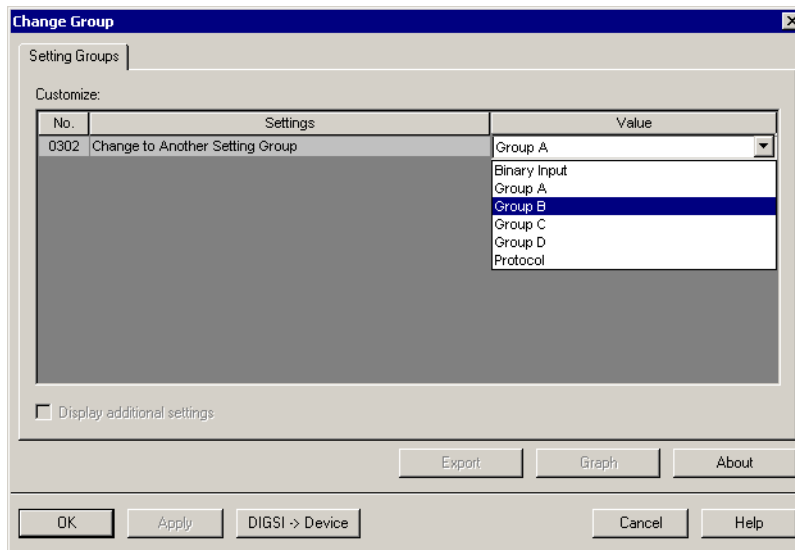 Change Group
Setting Groups
Customize:
No. Settings Value
0302 Change to Another Setting Group Group A
Binary Input
Group A
Group B
Group C
Group D
Protocol
Display additional settings
Export Graph About
OK Apply DIGSI -> Device Cancel Help